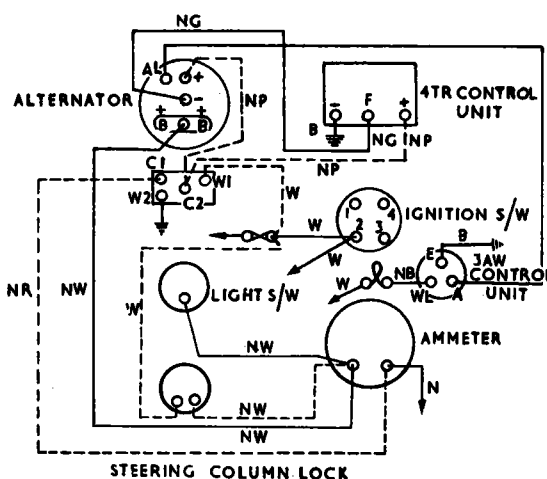 NG
AL + NP
-
ALTERNATOR
+ +
B B
- F +
4TR CONTROL
UNIT
B NG NP
NP
C1
W1
W2 C2
W
1 4
2 3
IGNITION S/W
W
W
B
E
3AW
CONTROL
UNIT
W NB
WL A
NR NW W
LIGHT S/W
AMMETER
NW
N
NW
NW
STEERING COLUMN LOCK